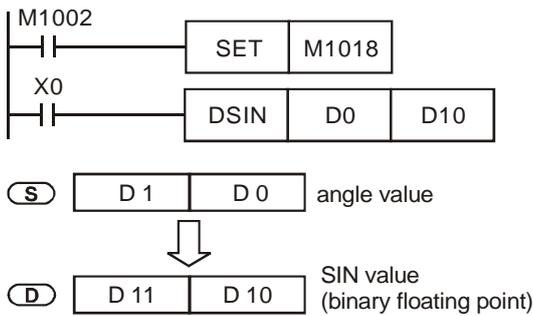 M1002
SET M1018
X0
DSIN D0 D10
S D 1 D 0 angle value
D D 11 D 10 SIN value
(binary floating point)